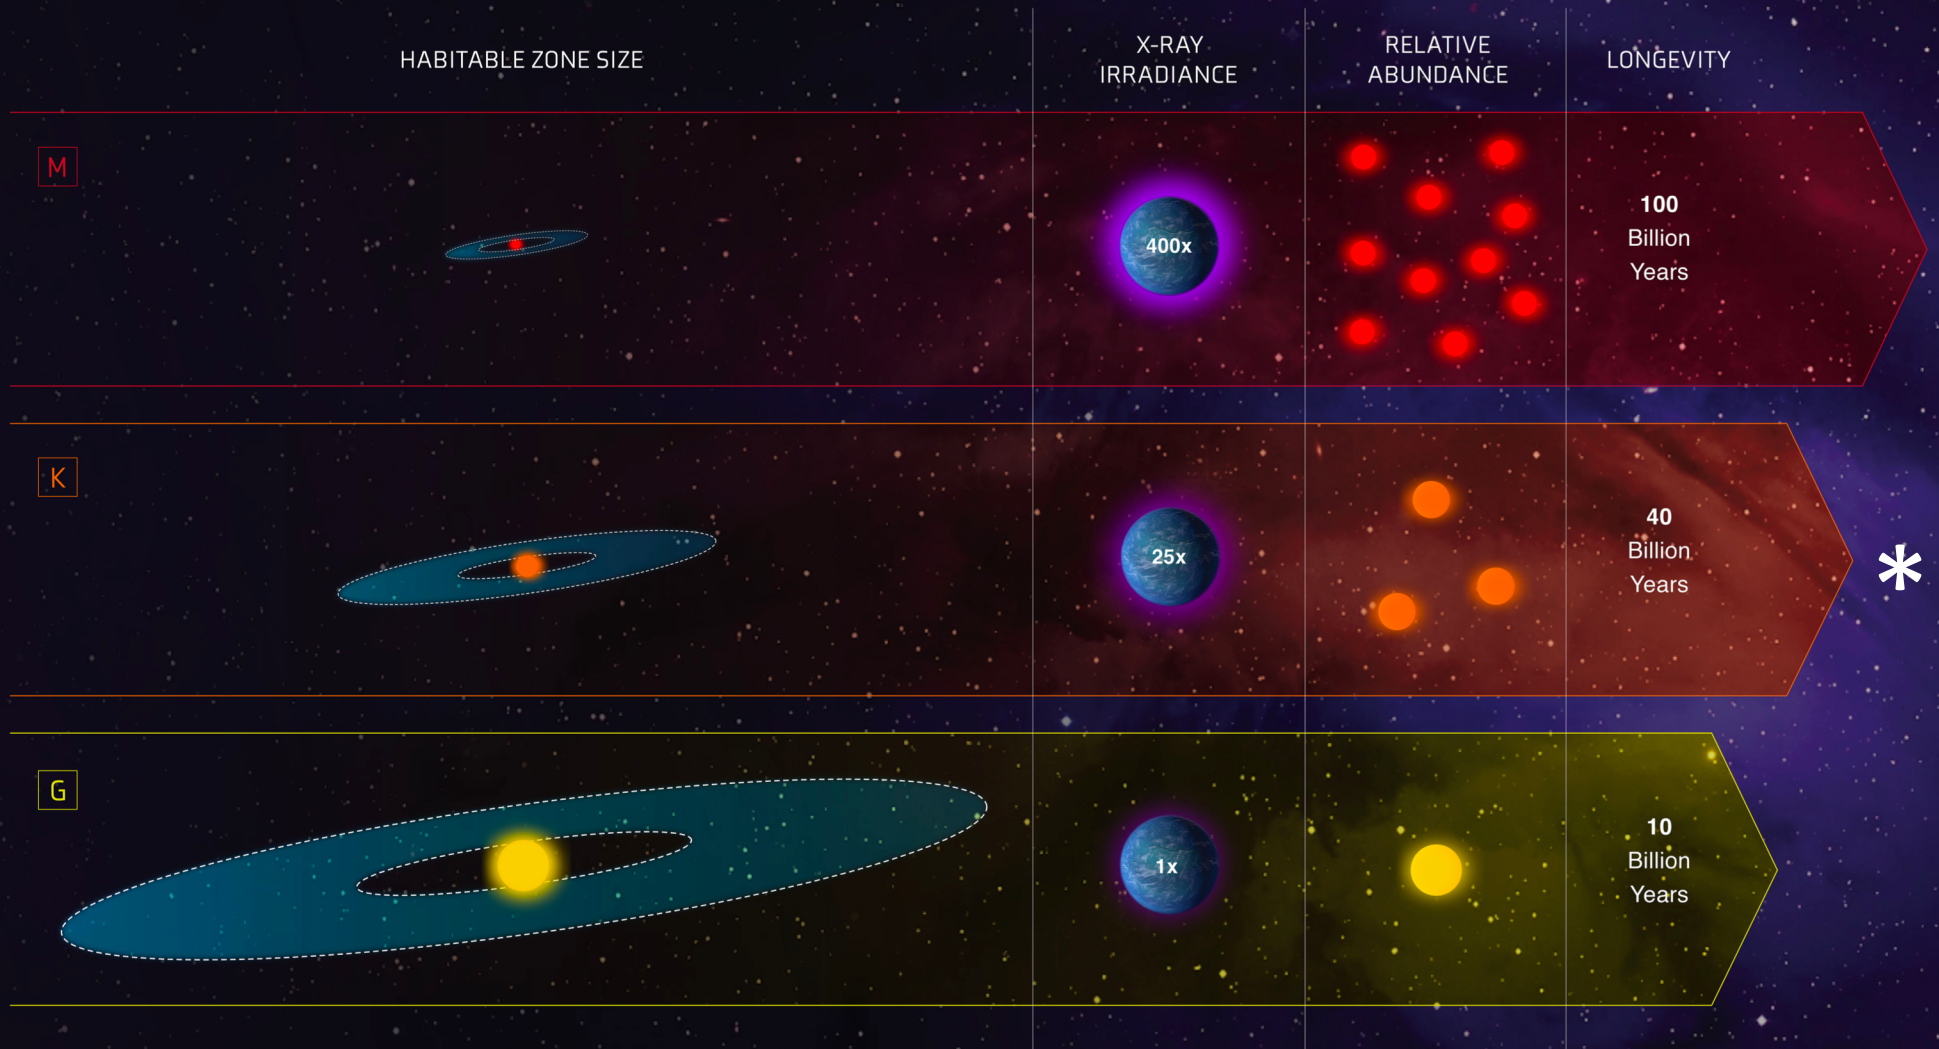 HABITABLE ZONE SIZE
X-RAY
IRRADIANCE
RELATIVE
ABUNDANCE
LONGEVITY
M
400x
100
Billion
Years
K
25x
40
Billion
Years
*
G
1x
10
Billion
Years